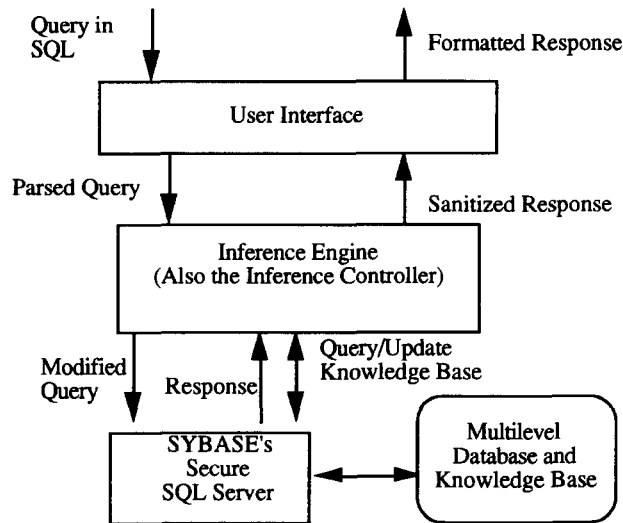 Query in
SQL
Formatted Response
User Interface
Parsed Query
Sanitized Response
Inference Engine
(Also the Inference Controller)
Modified
Query
Response
Query/Update
Knowledge Base
SYBASE's
Secure
SQL Server
Multilevel
Database and
Knowledge Base